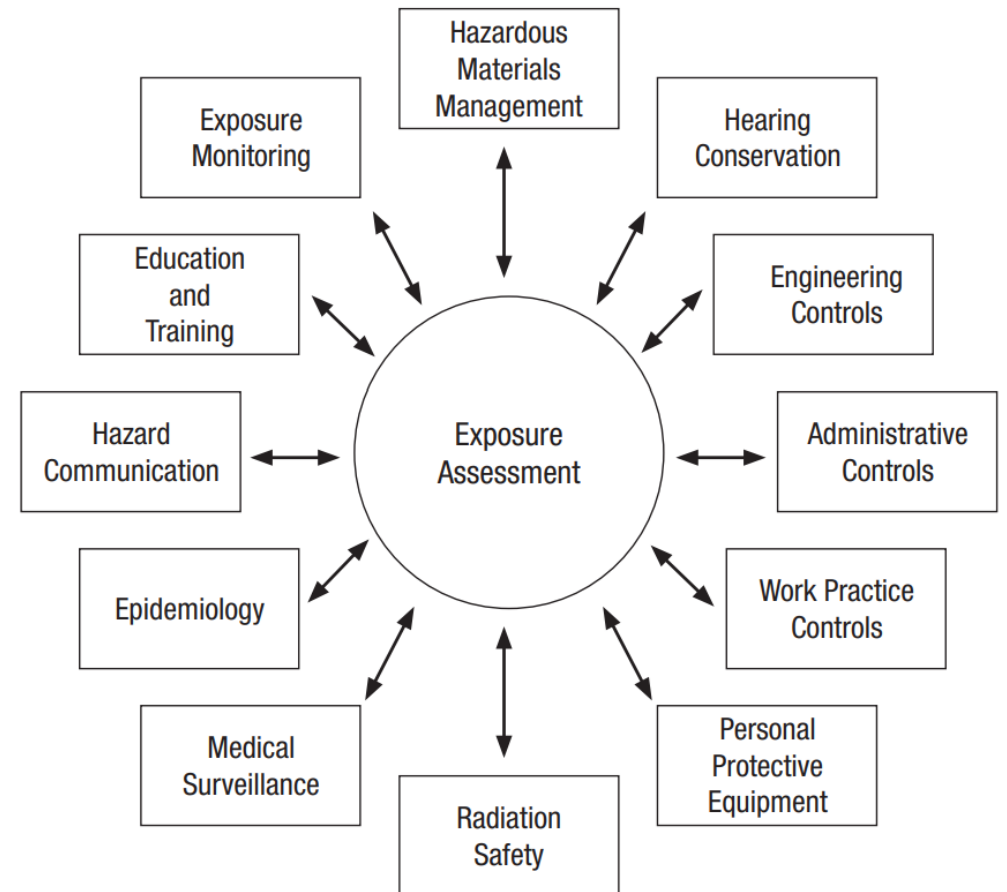 Hazardous
Materials
Management
Exposure
Monitoring
Hearing
Conservation
Education
and
Training
Engineering
Controls
Hazard
Communication
Exposure
Assessment
Administrative
Controls
Epidemiology
Work Practice
Controls
Medical
Surveillance
Personal
Protective
Equipment
Radiation
Safety